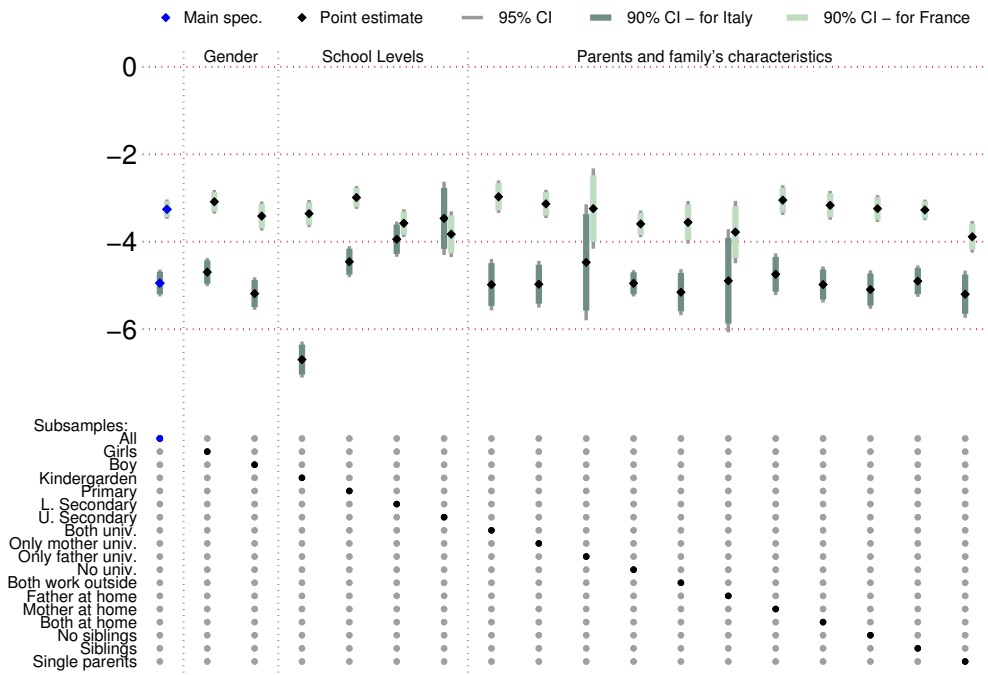 Main spec. Point estimate 95% CI 90% CI – for Italy 90% CI – for France
Gender School Levels Parents and family's characteristics
0
−2
−4
−6
Subsamples:
All
Girls
Boy
Kindergarden
Primary
L. Secondary
U. Secondary
Both univ.
Only mother univ.
Only father univ.
No univ.
Both work outside
Father at home
Mother at home
Both at home
No siblings
Siblings
Single parents